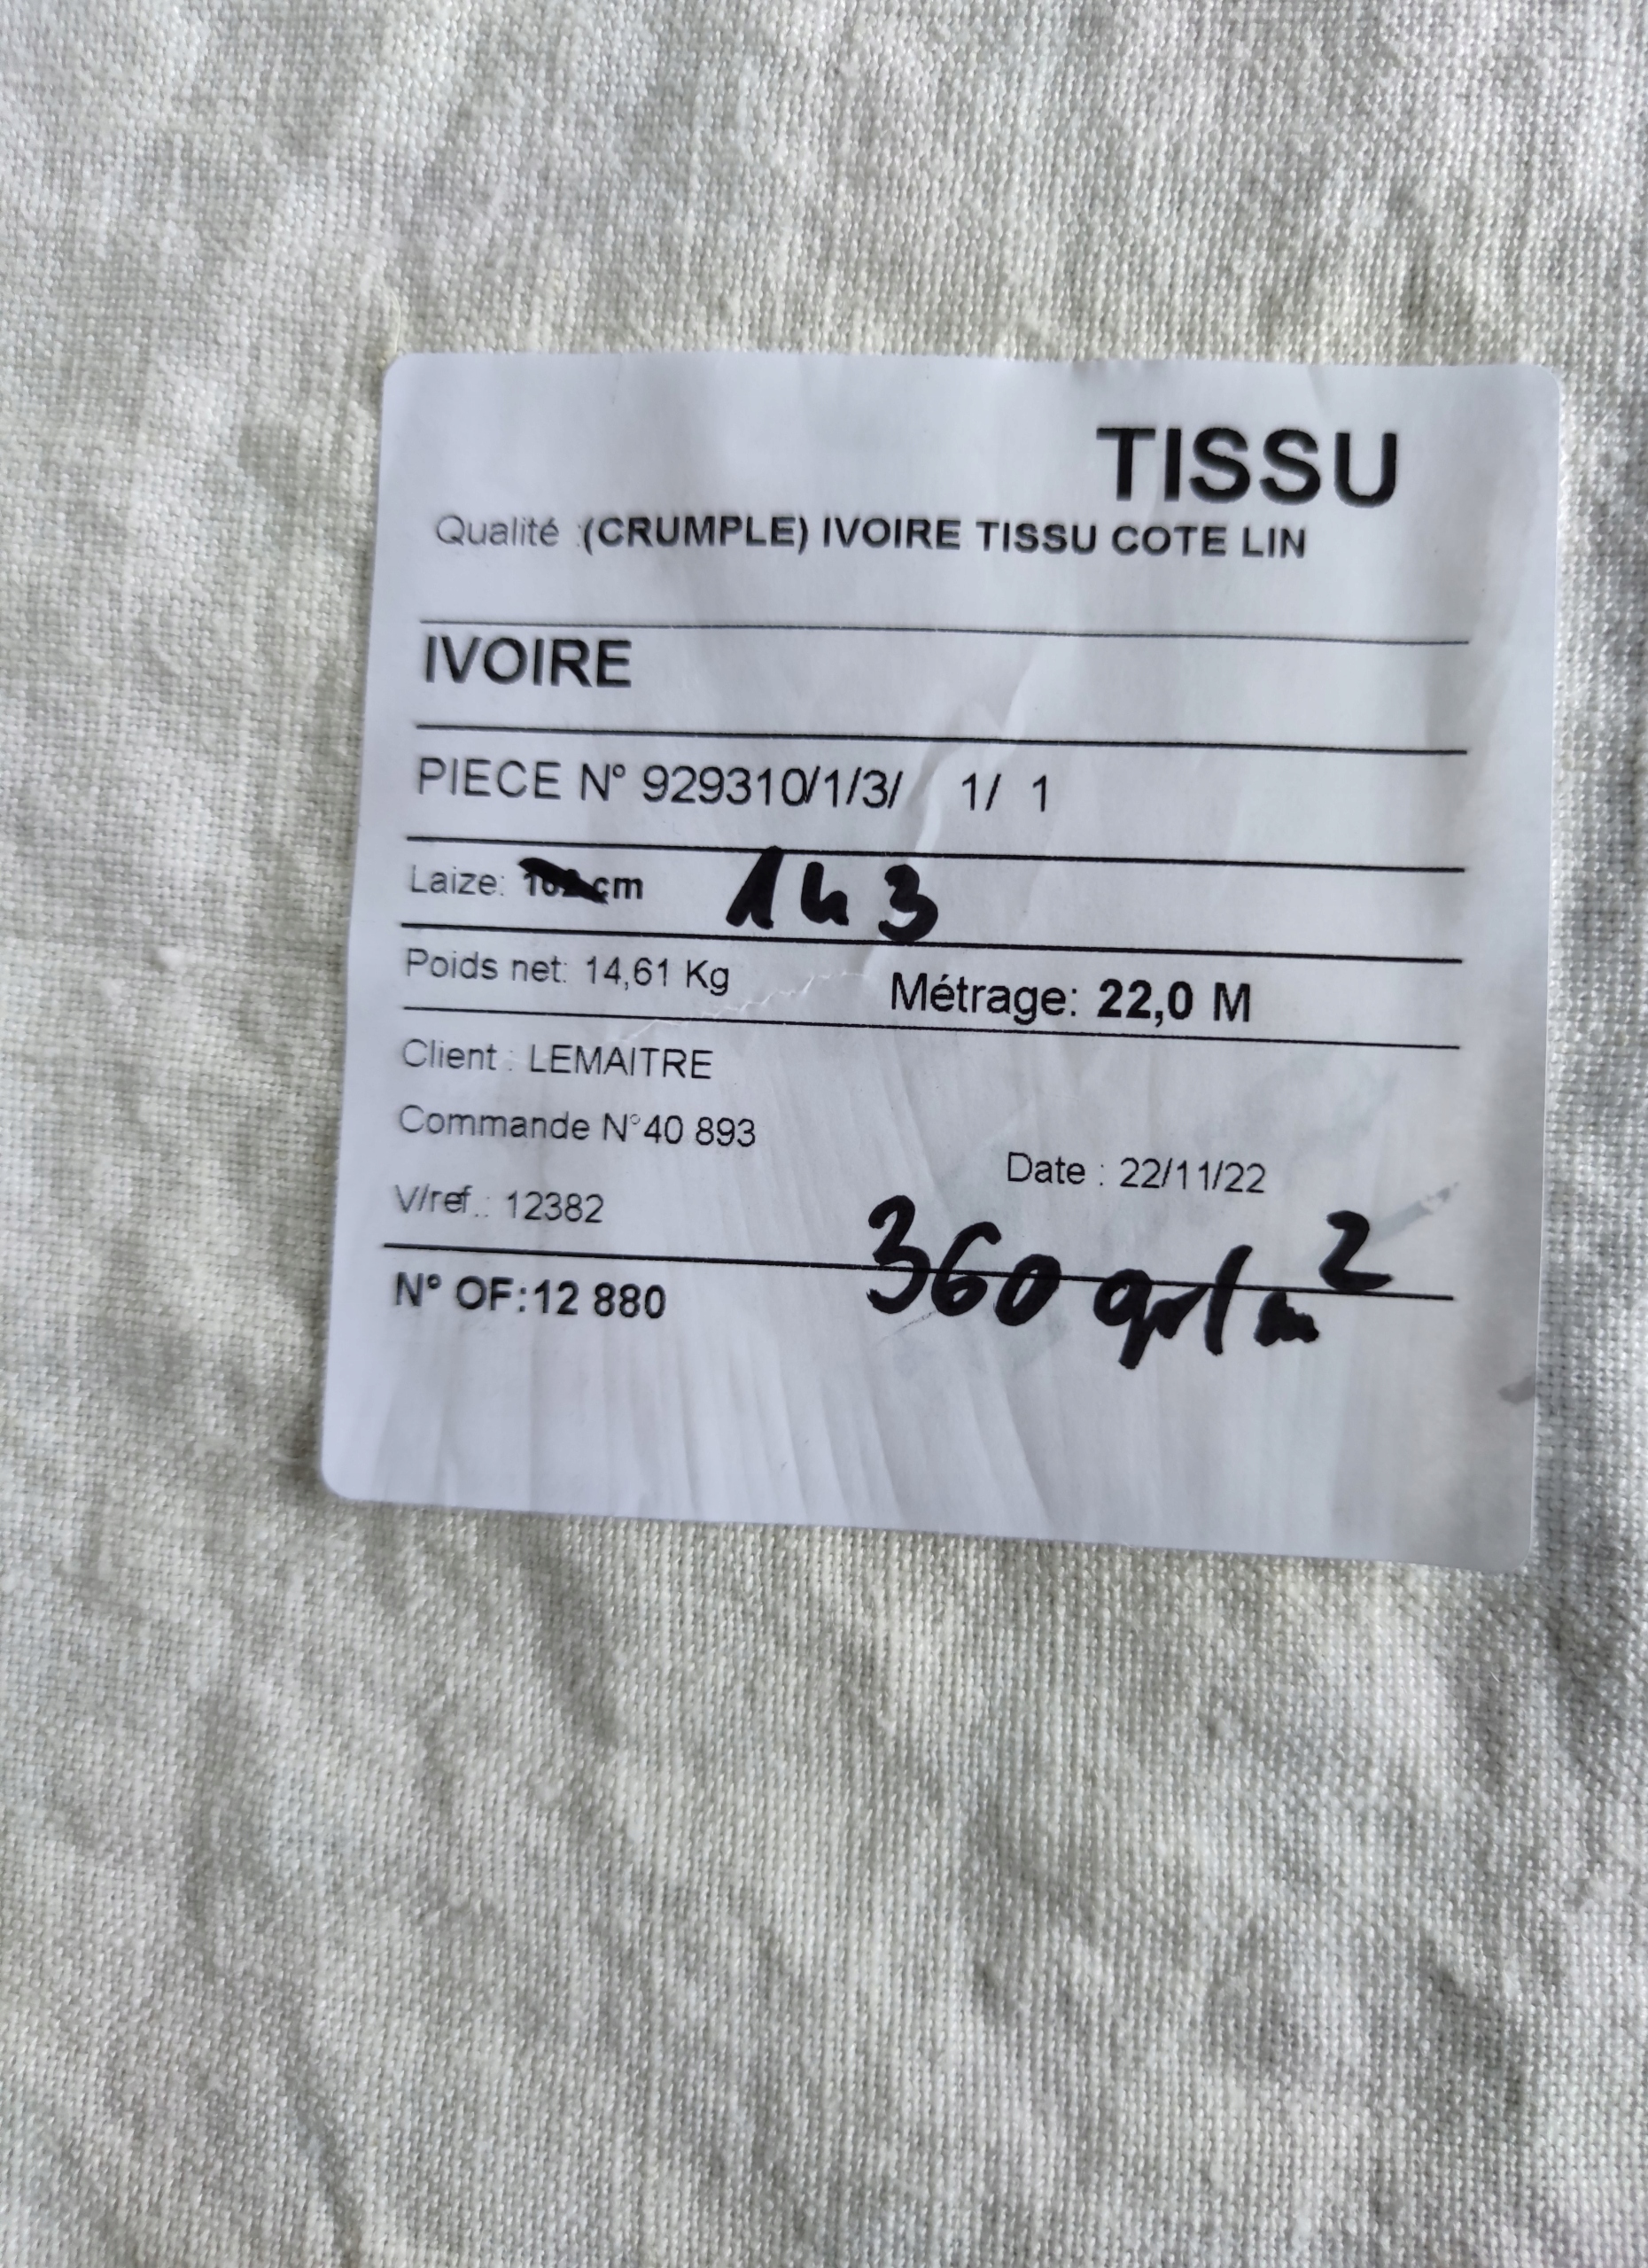 TISSU
Qualité :(CRUMPLE) IVOIRE TISSU COTE LIN
IVOIRE
PIECE N° 929310/1/3/ 1/ 1
Laize: cm 143
Poids net: 14,61 Kg Métrage: 22,0 M
Client : LEMAITRE
Commande N°40 893
Date : 22/11/22
V/ref.: 12382
360 gr/m²
N° OF:12 880